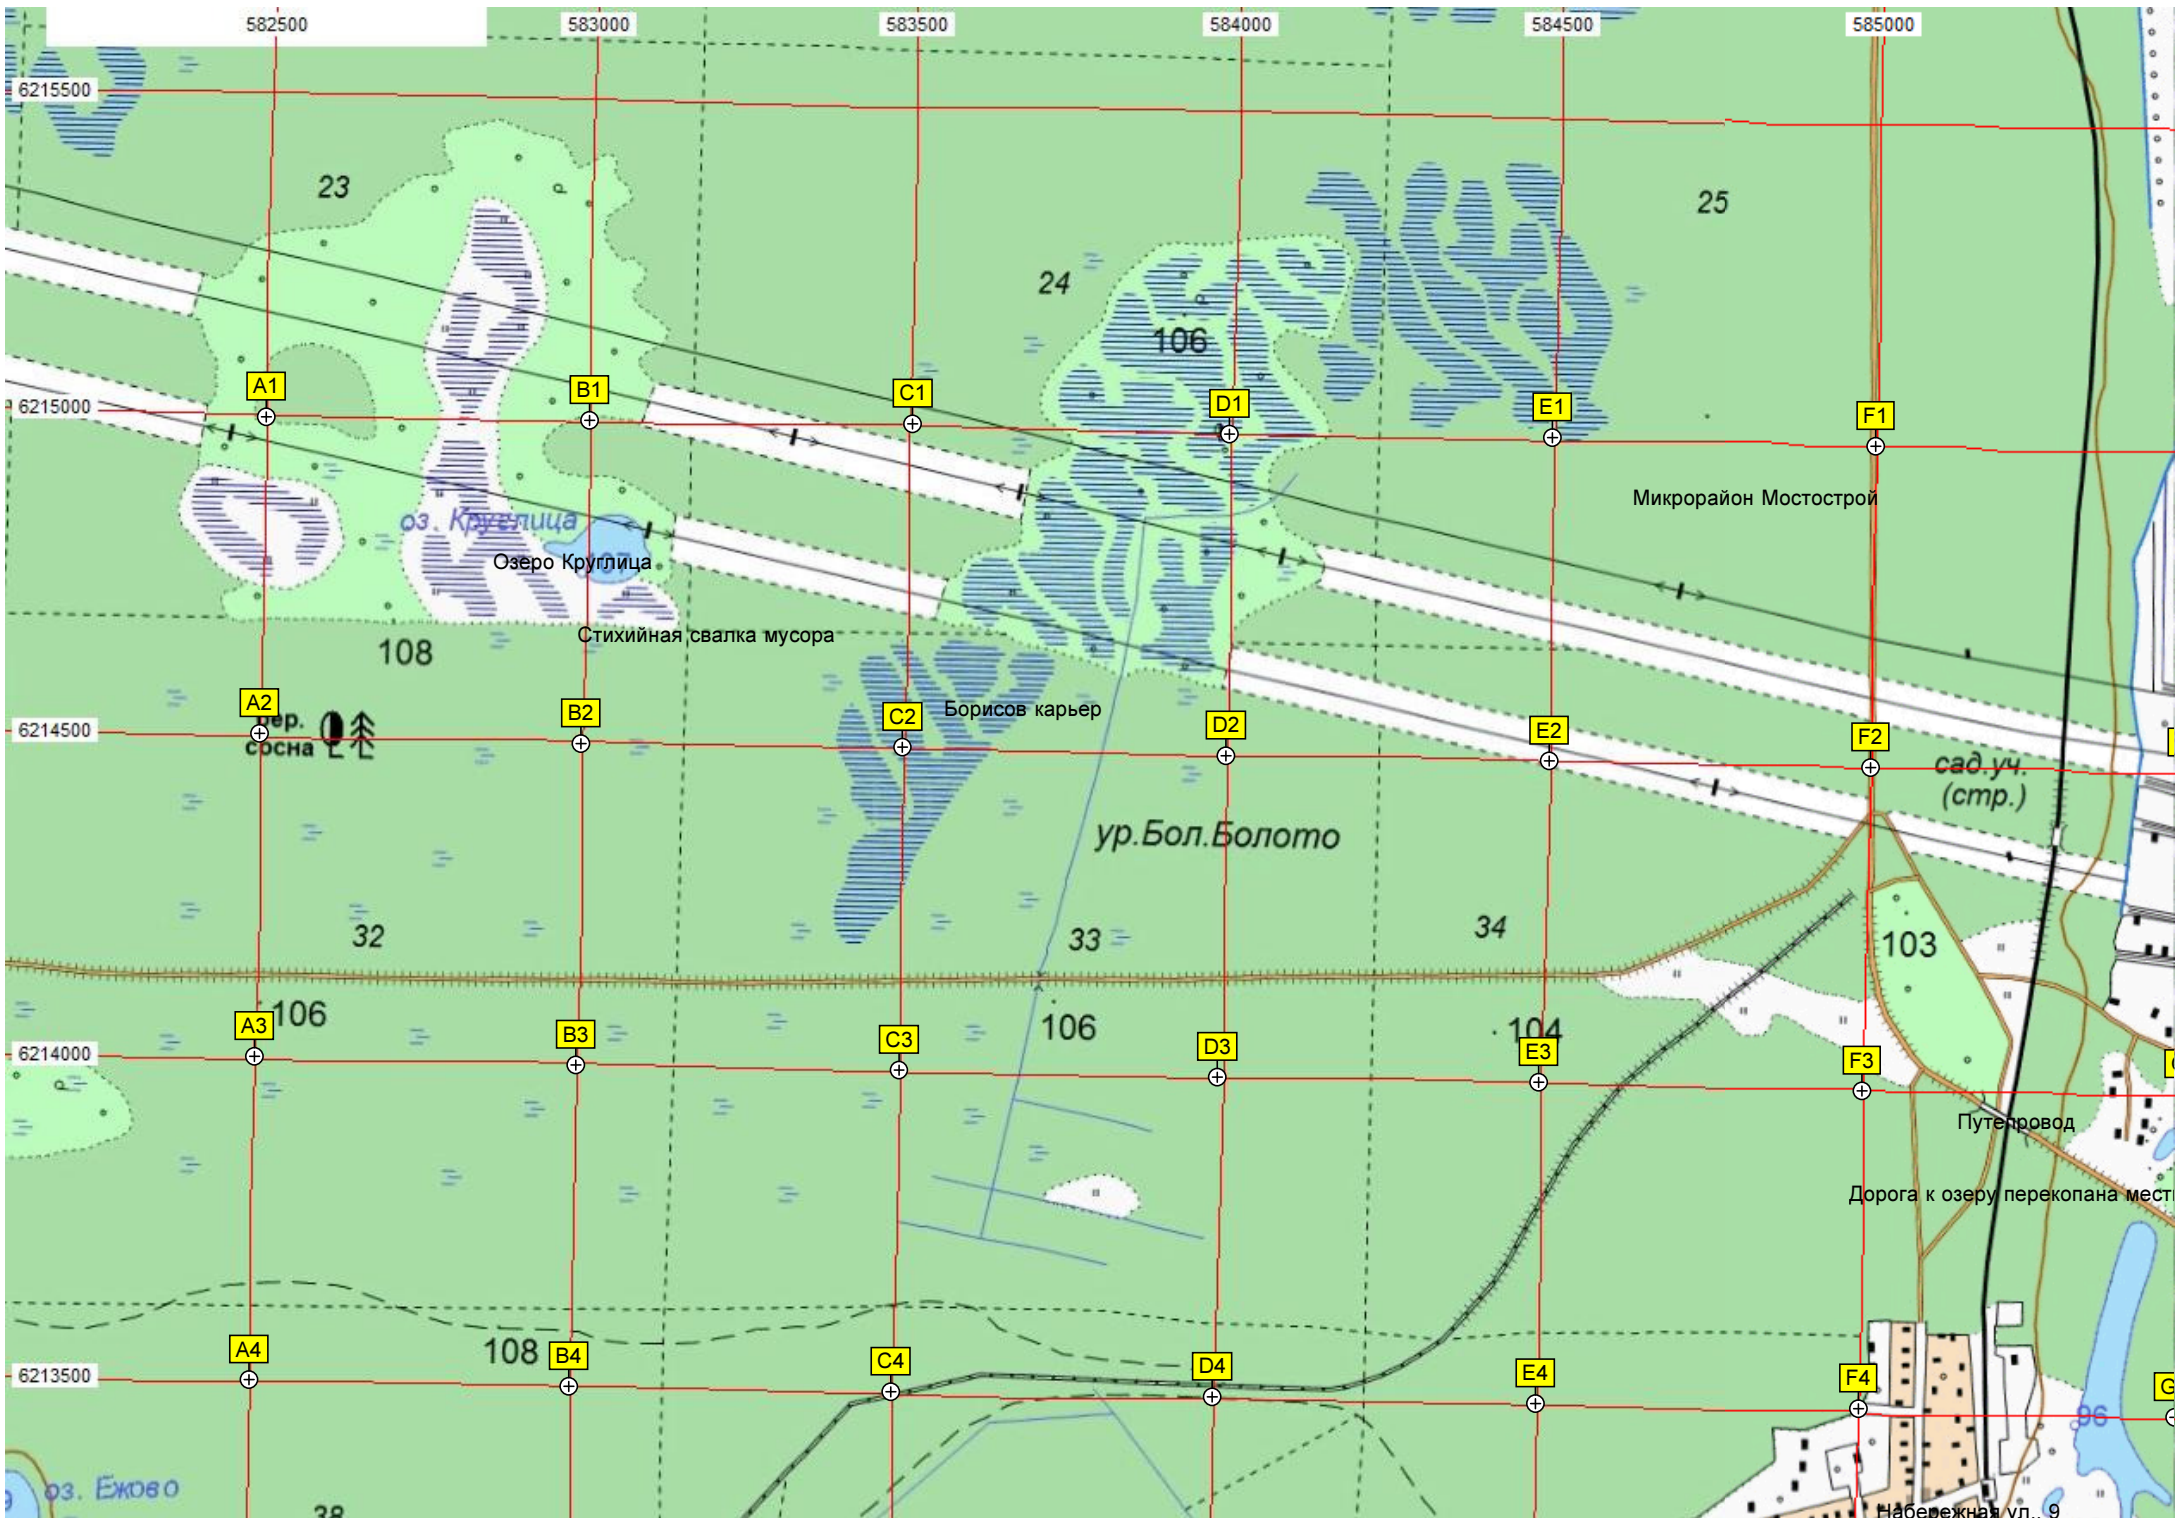 582500 583000 583500 584000 584500 585000
6215500
23
25
24
106
A1 B1 C1 D1 E1 F1
6215000
Микрорайон Мостострой
оз. Круглица
Озеро Круглица
107
Стихийная свалка мусора
108
A2 B2 C2 D2 E2 F2
Борисов карьер
6214500
бер.
сосна
сад.уч.
(стр.)
ур.Бол.Болото
32
33
34
103
106
106
104
A3 B3 C3 D3 E3 F3
6214000
Путепровод
Дорога к озеру перекопана мест
108
A4 B4 C4 D4 E4 F4 G
6213500
96
оз. Ежово
38
Набережная ул., 9